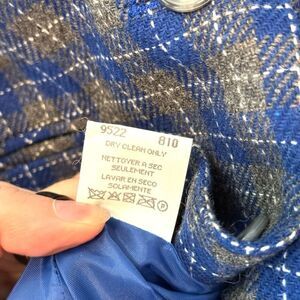 9522 810
DRY CLEAN ONLY
NETTOYER A SEC
SEULEMENT
LAVAR EN SECO
SOLAMENTE